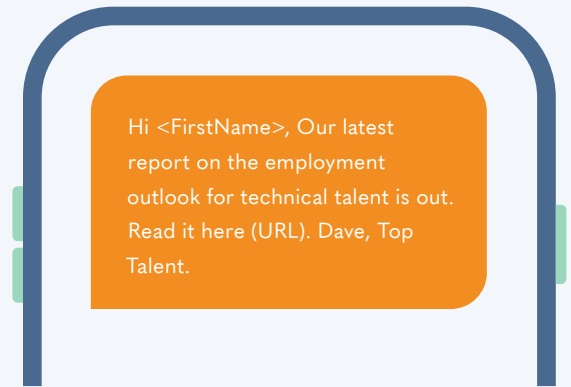 Hi <FirstName>, Our latest
report on the employment
outlook for technical talent is out.
Read it here (URL). Dave, Top
Talent.